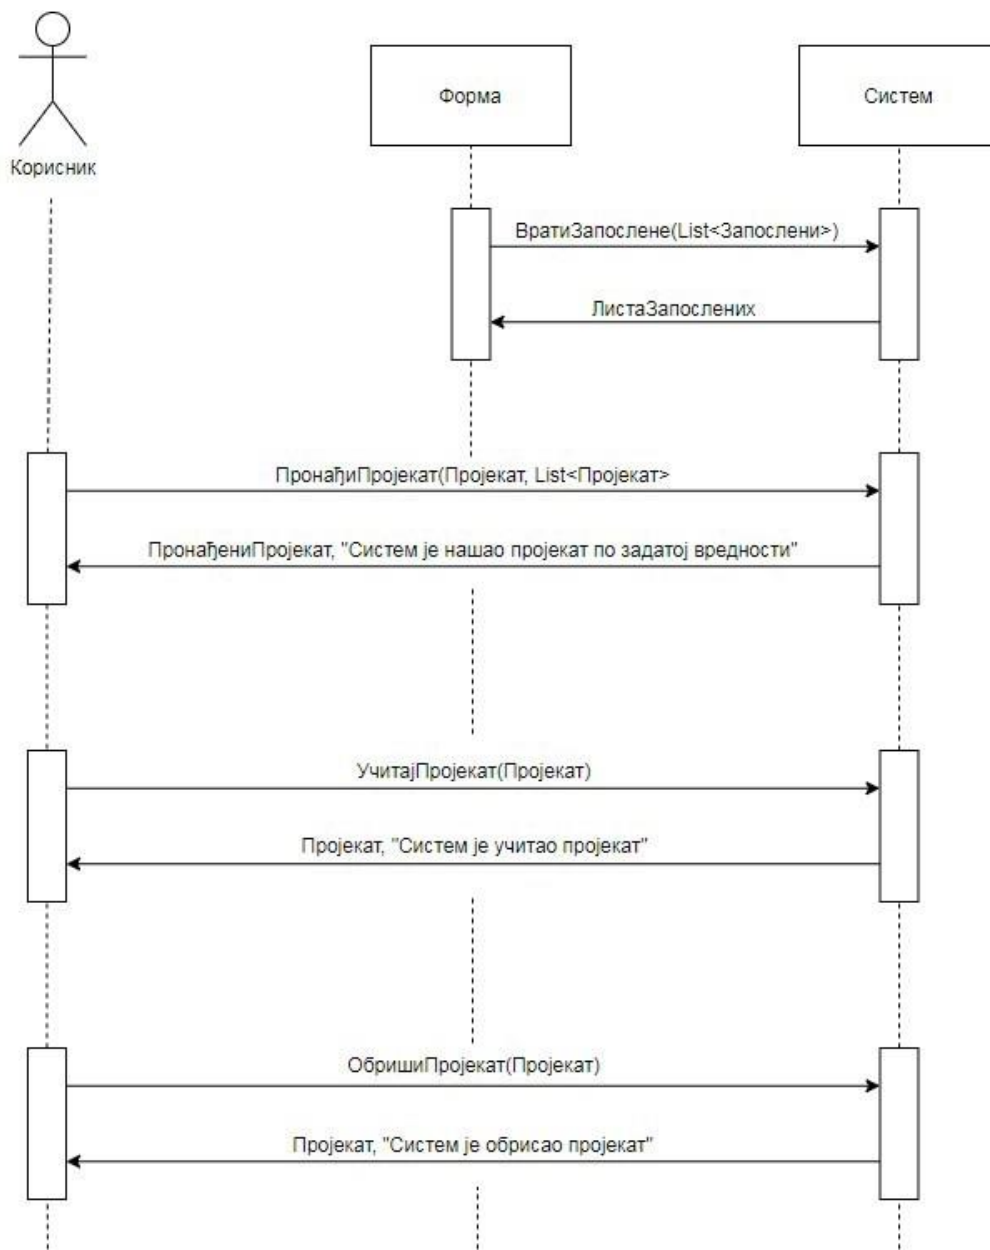 Форма
Систем
Корисник
ВратиЗапослене(List<Запослени>)
ЛистаЗапослених
ПронађиПројекат(Пројекат, List<Пројекат>
ПронађениПројекат, "Систем је нашао пројекат по задатој вредности"
УчитајПројекат(Пројекат)
Пројекат, "Систем је учитао пројекат"
ОбришиПројекат(Пројекат)
Пројекат, "Систем је обрисао пројекат"